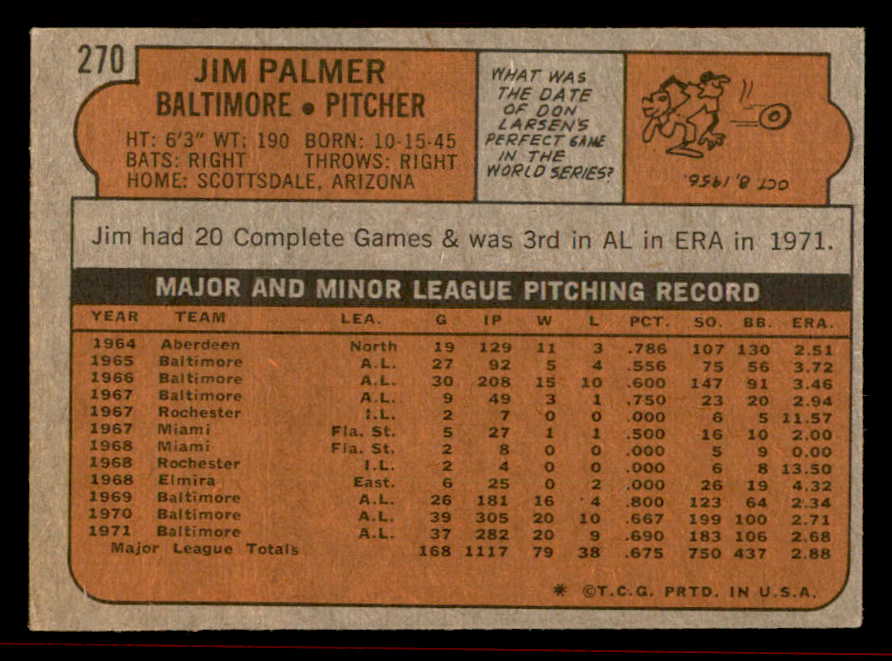 270
JIM PALMER
BALTIMORE • PITCHER
HT: 6'3" WT: 190 BORN: 10-15-45
BATS: RIGHT THROWS: RIGHT
HOME: SCOTTSDALE, ARIZONA
WHAT WAS
THE DATE
OF DON
LARSEN'S
PERFECT GAME
IN THE
WORLD SERIES?
OCT. 8, 1956.
Jim had 20 Complete Games & was 3rd in AL in ERA in 1971.
MAJOR AND MINOR LEAGUE PITCHING RECORD
YEAR TEAM LEA. G IP W L PCT. SO. BB. ERA.
1964 Aberdeen North 19 129 11 3 .786 107 130 2.51
1965 Baltimore A.L. 27 92 5 4 .556 75 56 3.72
1966 Baltimore A.L. 30 208 15 10 .600 147 91 3.46
1967 Baltimore A.L. 9 49 3 1 .750 23 20 2.94
1967 Rochester I.L. 2 7 0 0 .000 6 5 11.57
1967 Miami Fla. St. 5 27 1 1 .500 16 10 2.00
1968 Miami Fla. St. 2 8 0 0 .000 5 9 0.00
1968 Rochester I.L. 2 4 0 0 .000 6 8 13.50
1968 Elmira East. 6 25 0 2 .000 26 19 4.32
1969 Baltimore A.L. 26 181 16 4 .800 123 64 2.34
1970 Baltimore A.L. 39 305 20 10 .667 199 100 2.71
1971 Baltimore A.L. 37 282 20 9 .690 183 106 2.68
Major League Totals 168 1117 79 38 .675 750 437 2.88
* ©T.C.G. PRTD. IN U.S.A.